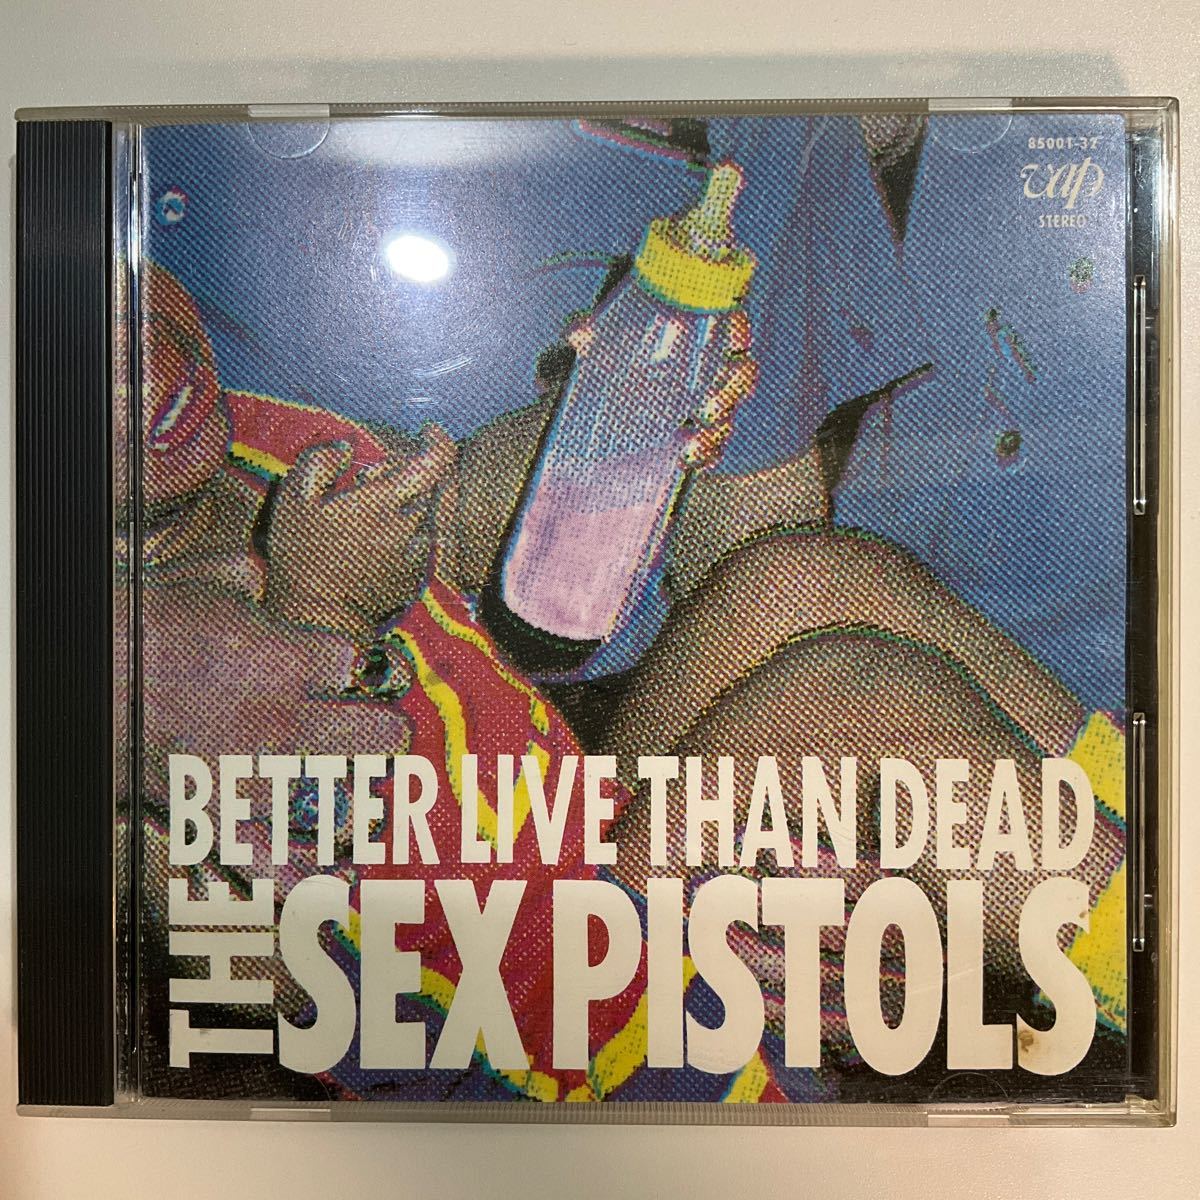 85001-32
vap
STEREO
BETTER LIVE THAN DEAD
THE SEX PISTOLS